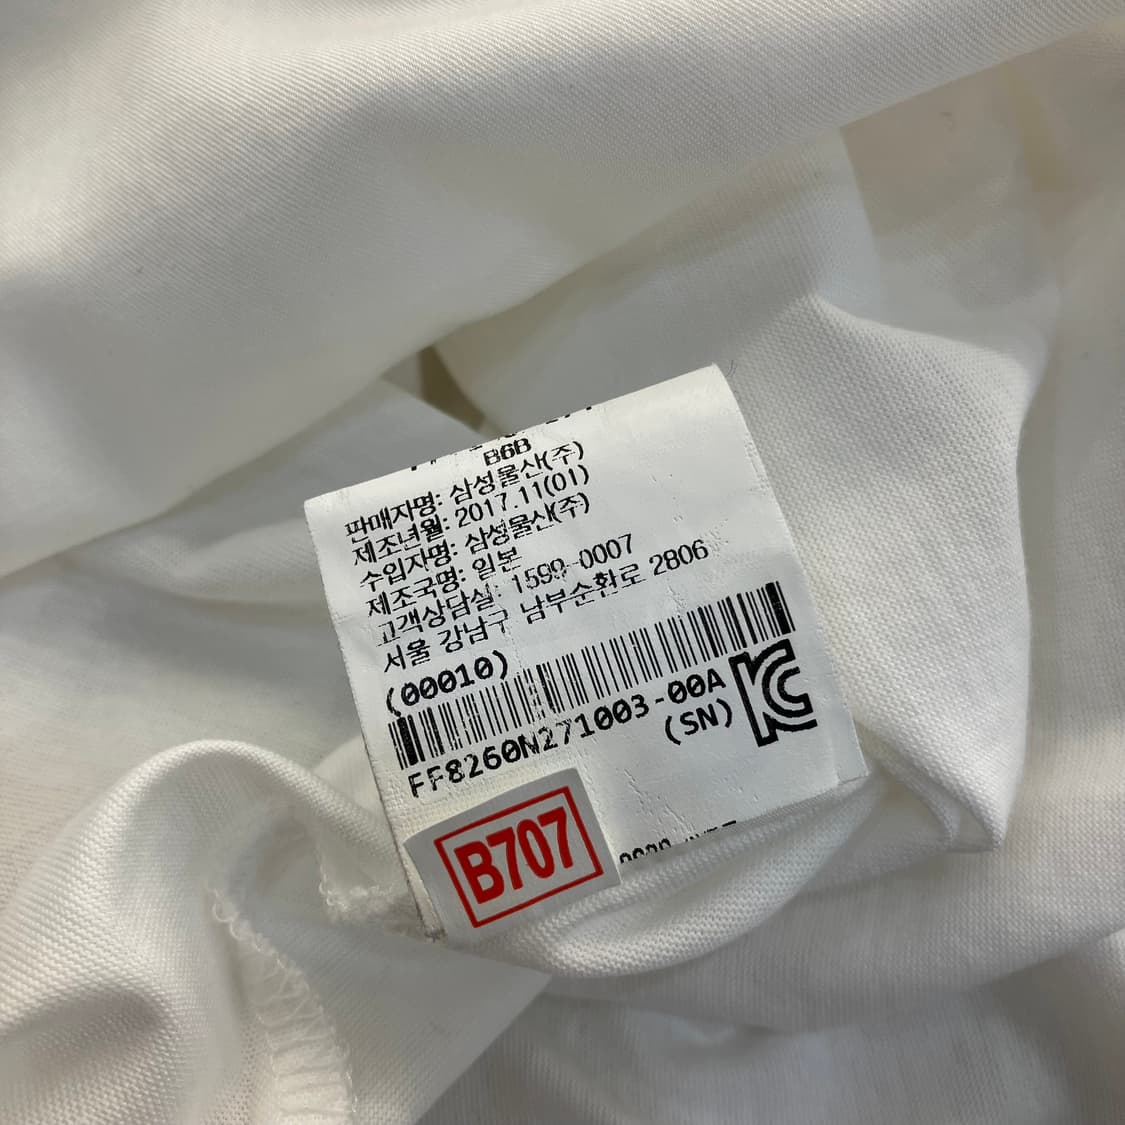 B6B
판매자명: 삼성물산(주)
제조년월: 2017.11(01)
수입자명: 삼성물산(주)
제조국명: 일본
고객상담실: 1599-0007
서울 강남구 남부순환로 2806
(00010)
FF8260N271003-00A
(SN)
B707